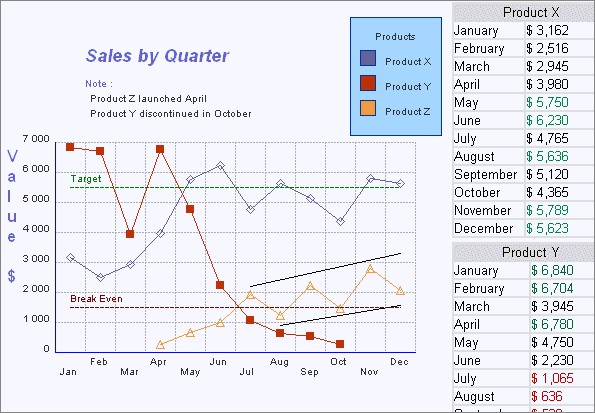 Sales by Quarter
Note :
Product Z launched April
Product Y discontinued in October
Products
Product X
Product Y
Product Z
Value $
7 000
6 000
5 000
4 000
3 000
2 000
1 000
0
Target
Break Even
Jan Feb Mar Apr May Jun Jul Aug Sep Oct Nov Dec
Product X
January $ 3,162
February $ 2,516
March $ 2,945
April $ 3,980
May $ 5,750
June $ 6,230
July $ 4,765
August $ 5,636
September $ 5,120
October $ 4,365
November $ 5,789
December $ 5,623
Product Y
January $ 6,840
February $ 6,704
March $ 3,945
April $ 6,780
May $ 4,750
June $ 2,230
July $ 1,065
August $ 636